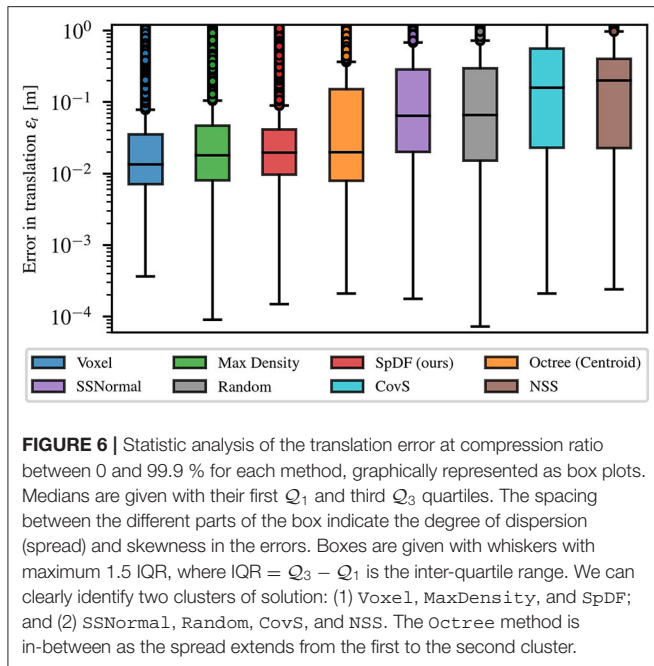 10⁰
10⁻¹
10⁻²
10⁻³
10⁻⁴
Error in translation εₜ [m]
Voxel Max Density SpDF (ours) Octree (Centroid)
SSNormal Random CovS NSS
FIGURE 6 | Statistic analysis of the translation error at compression ratio
between 0 and 99.9 % for each method, graphically represented as box plots.
Medians are given with their first Q₁ and third Q₃ quartiles. The spacing
between the different parts of the box indicate the degree of dispersion
(spread) and skewness in the errors. Boxes are given with whiskers with
maximum 1.5 IQR, where IQR = Q₃ − Q₁ is the inter-quartile range. We can
clearly identify two clusters of solution: (1) Voxel, MaxDensity, and SpDF;
and (2) SSNormal, Random, CovS, and NSS. The Octree method is
in-between as the spread extends from the first to the second cluster.